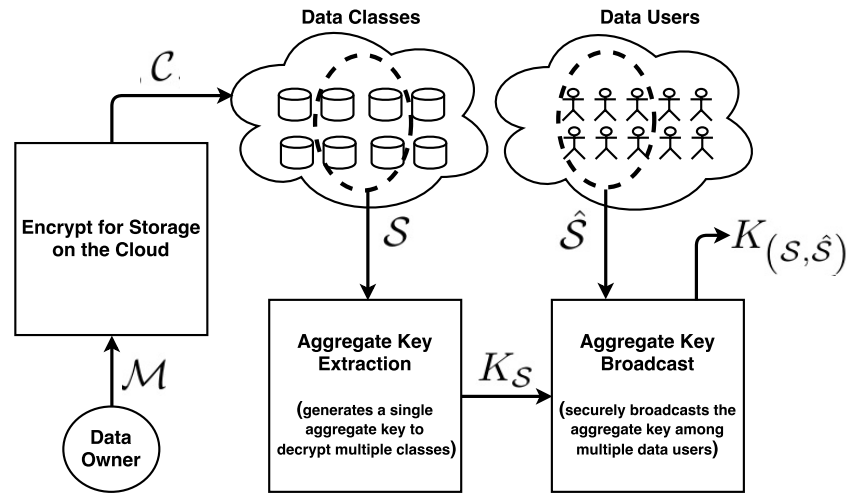 Data Classes
Data Users
𝒞
Encrypt for Storage
on the Cloud
𝒮
𝒮̂
K(𝒮,𝒮̂)
ℳ
Data
Owner
Aggregate Key
Extraction
(generates a single
aggregate key to
decrypt multiple classes)
K𝒮
Aggregate Key
Broadcast
(securely broadcasts the
aggregate key among
multiple data users)